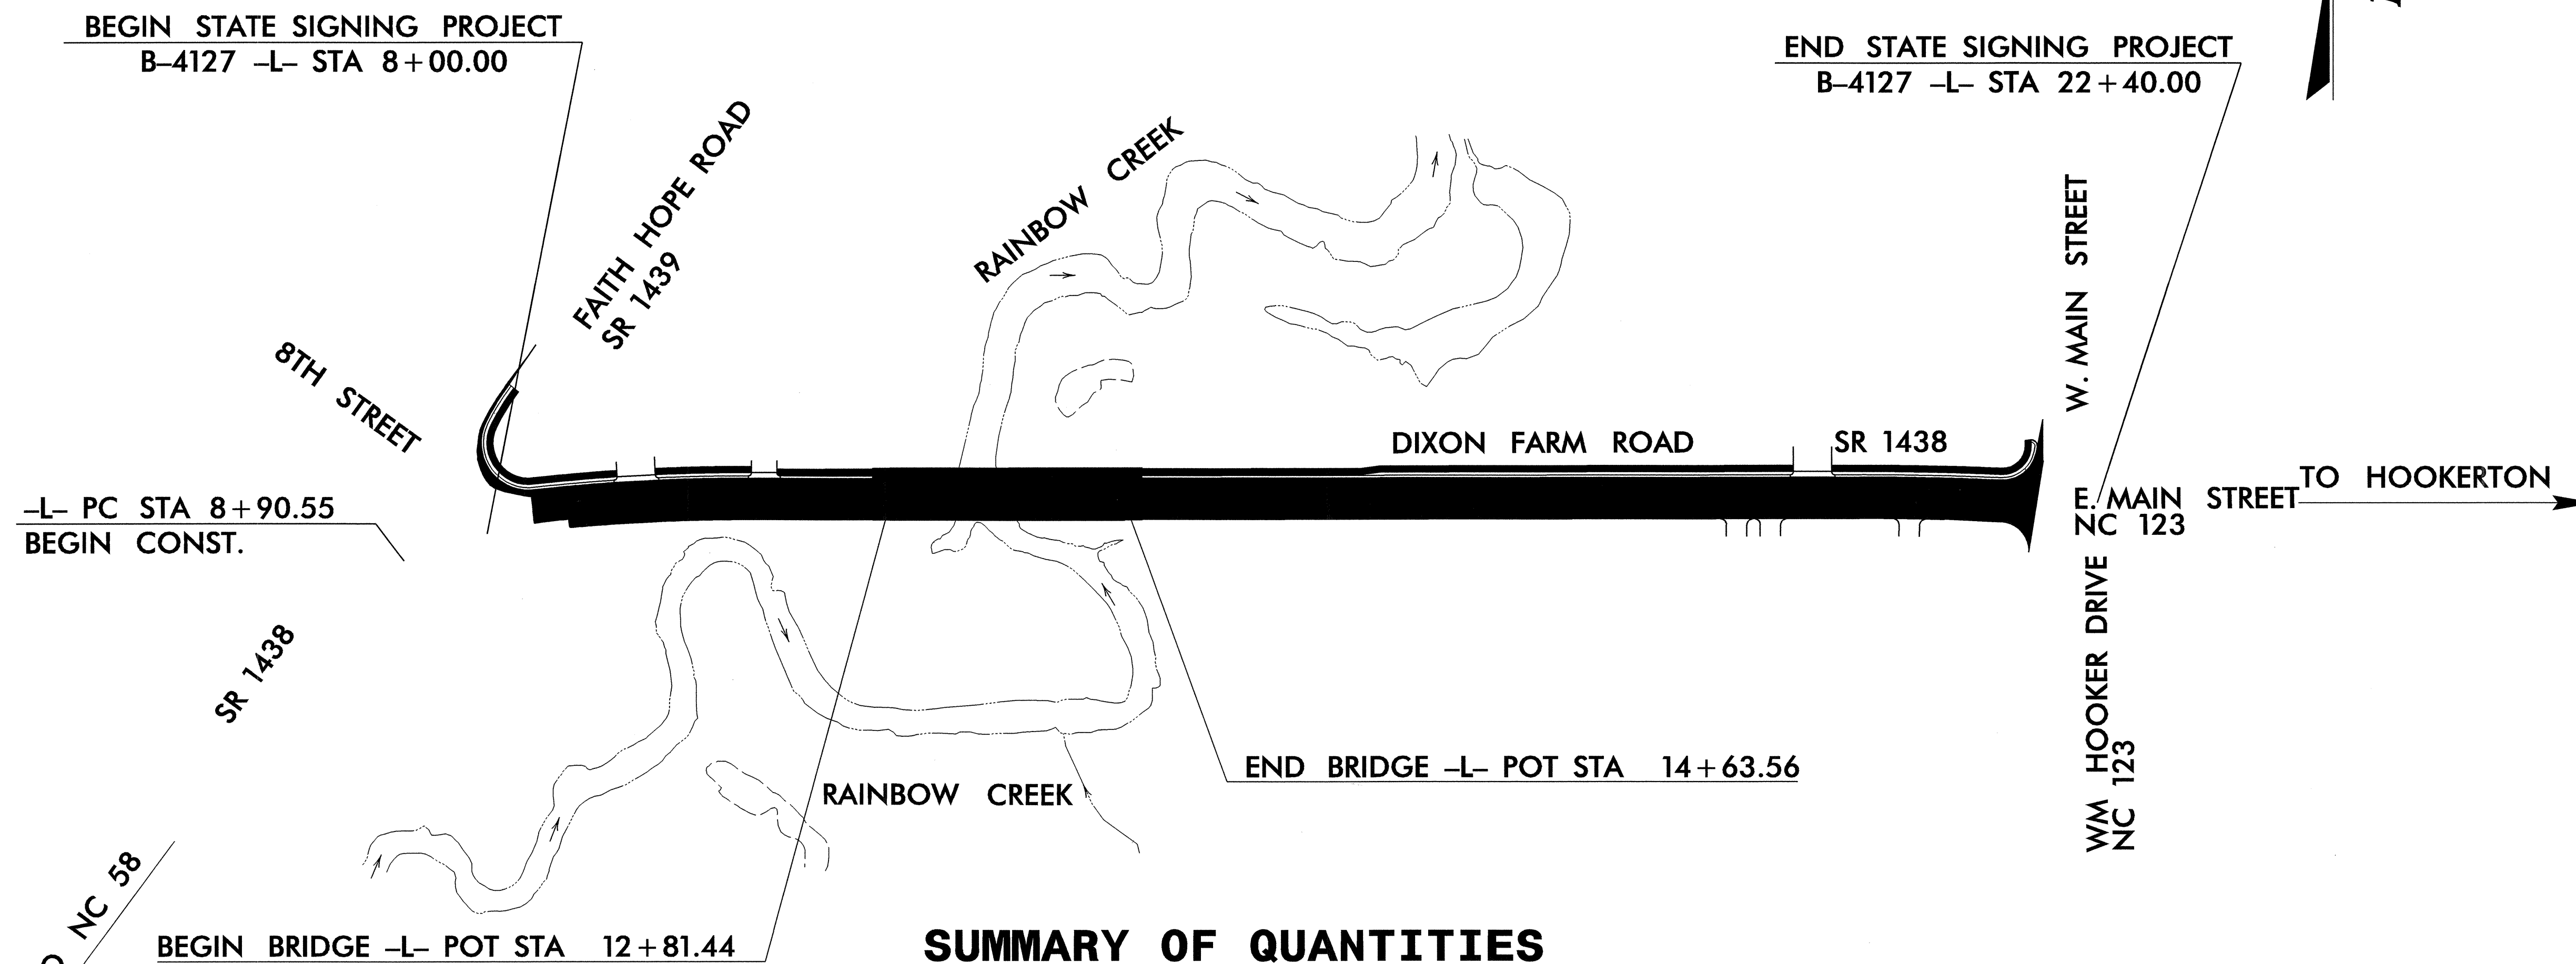 BEGIN STATE SIGNING PROJECT
B–4127 –L– STA 8+00.00
END STATE SIGNING PROJECT
B–4127 –L– STA 22+40.00
FAITH HOPE ROAD
SR 1439
RAINBOW CREEK
8TH STREET
W. MAIN STREET
DIXON FARM ROAD SR 1438
TO HOOKERTON
E. MAIN STREET
NC 123
–L– PC STA 8+90.55
BEGIN CONST.
SR 1438
WM HOOKER DRIVE
NC 123
END BRIDGE –L– POT STA 14+63.56
RAINBOW CREEK
NC 58
BEGIN BRIDGE –L– POT STA 12+81.44
SUMMARY OF QUANTITIES